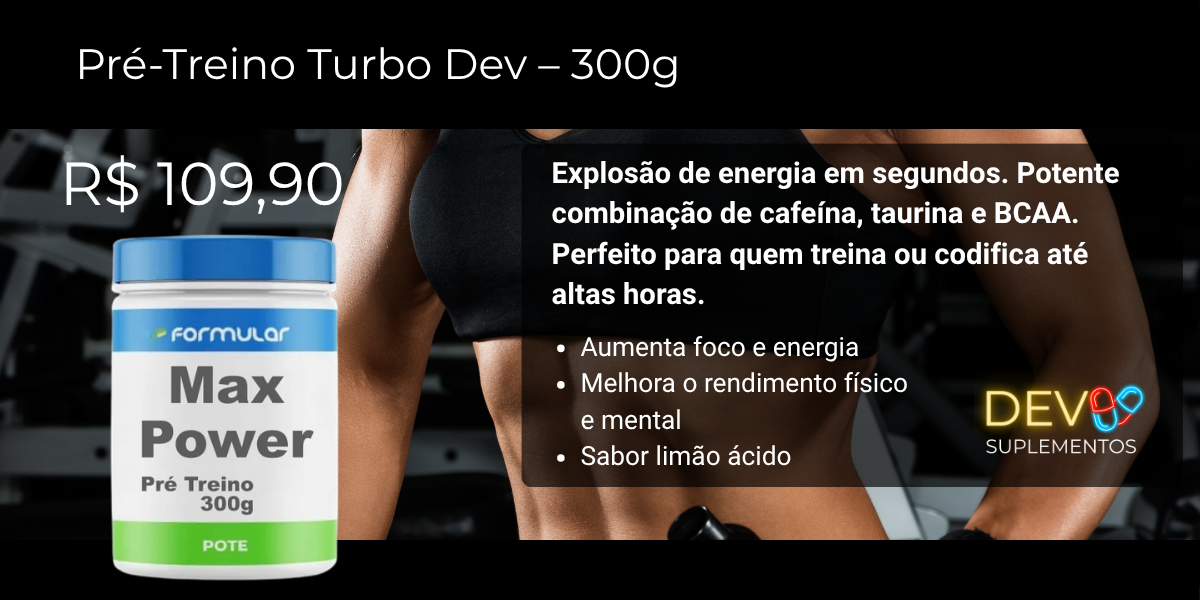 Pré-Treino Turbo Dev – 300g
R$ 109,90
Explosão de energia em segundos. Potente
combinação de cafeína, taurina e BCAA.
Perfeito para quem treina ou codifica até
altas horas.
• Aumenta foco e energia
• Melhora o rendimento físico
e mental
• Sabor limão ácido
DEV
SUPLEMENTOS
FORMULAR
Max
Power
Pré Treino
300g
POTE